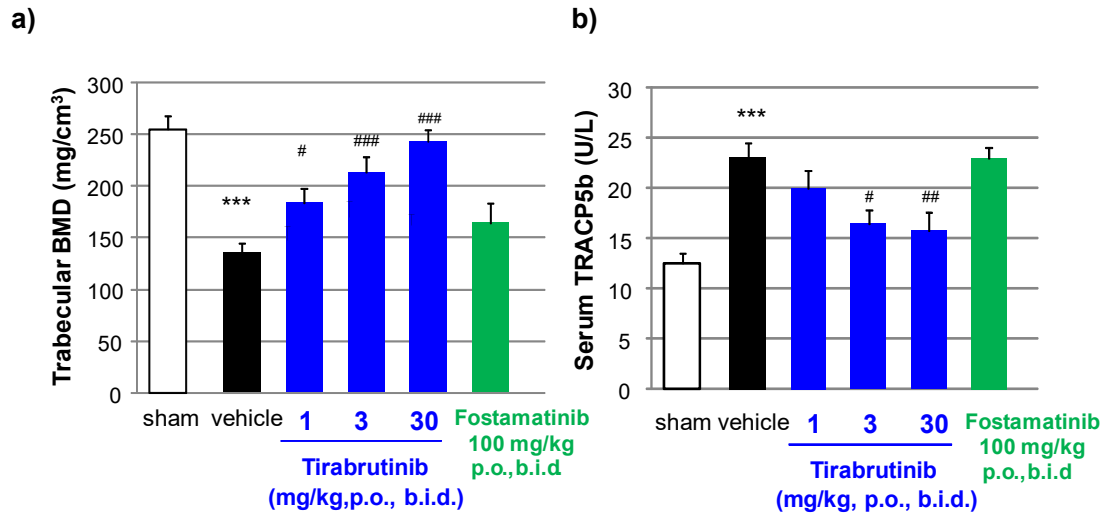 a)
Trabecular BMD (mg/cm³)
300
250
200
150
100
50
0
***
#
###
###
sham vehicle 1 3 30 Fostamatinib
100 mg/kg
p.o.,b.i.d
Tirabrutinib
(mg/kg,p.o., b.i.d.)
b)
Serum TRACP5b (U/L)
30
25
20
15
10
5
0
***
#
##
sham vehicle 1 3 30 Fostamatinib
100 mg/kg
p.o.,b.i.d
Tirabrutinib
(mg/kg, p.o., b.i.d.)